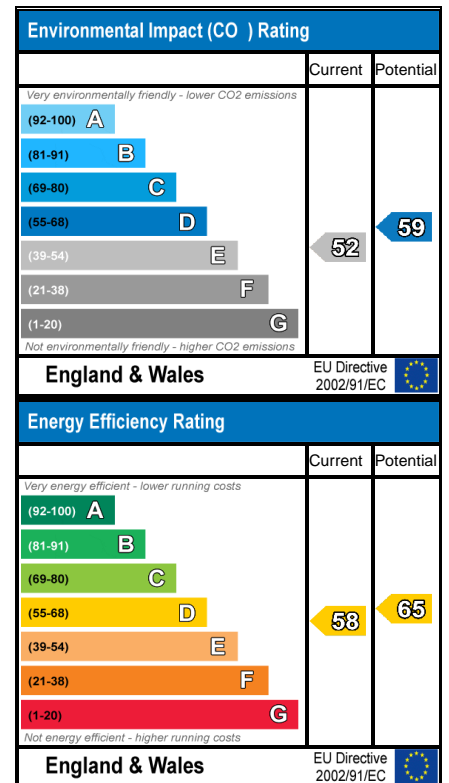 Environmental Impact (CO ) Rating
Current Potential
Very environmentally friendly - lower CO2 emissions
(92-100) A
(81-91) B
(69-80) C
(55-68) D
(39-54) E
(21-38) F
(1-20) G
52
59
Not environmentally friendly - higher CO2 emissions
England & Wales
EU Directive
2002/91/EC
Energy Efficiency Rating
Current Potential
Very energy efficient - lower running costs
(92-100) A
(81-91) B
(69-80) C
(55-68) D
(39-54) E
(21-38) F
(1-20) G
58
65
Not energy efficient - higher running costs
England & Wales
EU Directive
2002/91/EC